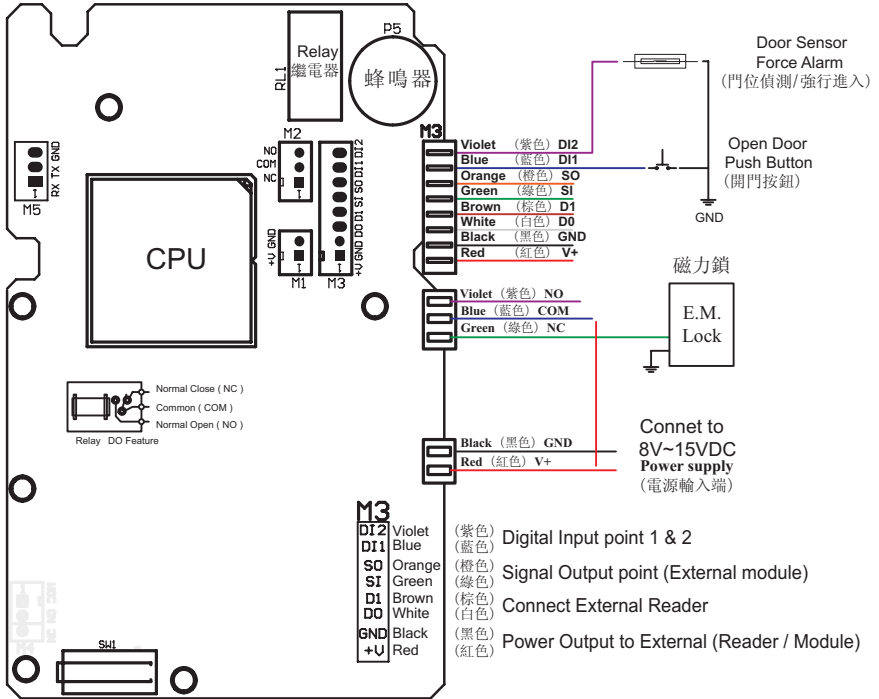 P5
Relay
繼電器
RL1
蜂鳴器
Door Sensor
Force Alarm
(門位偵測/強行進入)
M3
M2
NO
COM
NC
1
DI2
DI1
SO
SI
D1
DO
GND
+V
1
M3
GND
+V
1
M1
GND
TX
RX
1
M5
CPU
Violet (紫色) DI2
Blue (藍色) DI1
Orange (橙色) SO
Green (綠色) SI
Brown (棕色) D1
White (白色) D0
Black (黑色) GND
Red (紅色) V+
Open Door
Push Button
(開門按鈕)
GND
磁力鎖
E.M.
Lock
Violet (紫色) NO
Blue (藍色) COM
Green (綠色) NC
Normal Close ( NC )
Common ( COM )
Normal Open ( NO )
Relay DO Feature
Black (黑色) GND
Red (紅色) V+
Connet to
8V~15VDC
Power supply
(電源輸入端)
M3
DI2 Violet (紫色)
DI1 Blue (藍色)
Digital Input point 1 & 2
SO Orange (橙色)
SI Green (綠色)
Signal Output point (External module)
D1 Brown (棕色)
DO White (白色)
Connect External Reader
GND Black (黑色)
+V Red (紅色)
Power Output to External (Reader / Module)
NC NO COM
SW1